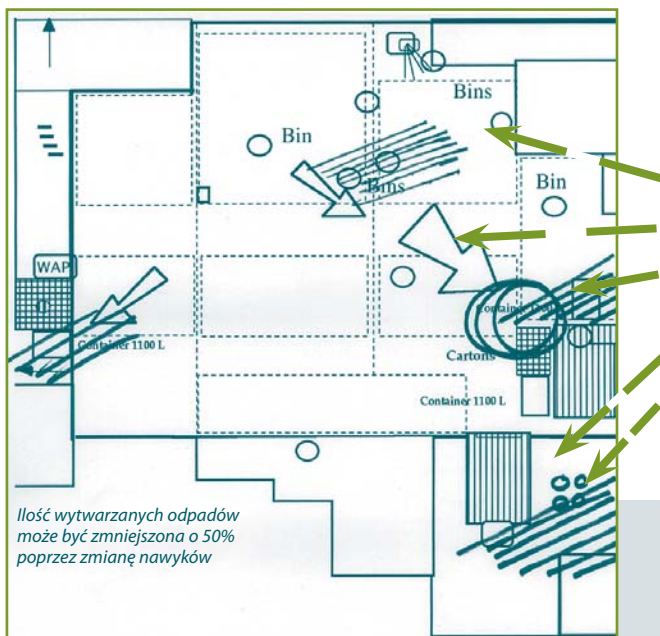 Bins
Bin
Bins
Bin
WAP
Container 1100 L
Cartons
Container 1100 L
Ilość wytwarzanych odpadów
może być zmniejszona o 50%
poprzez zmianę nawyków